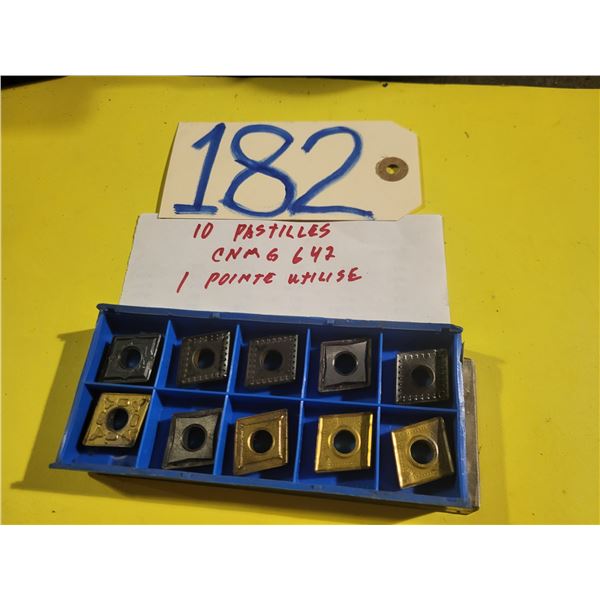 182
10 PASTILLES
CNMG 642
1 POINTE UTILISE